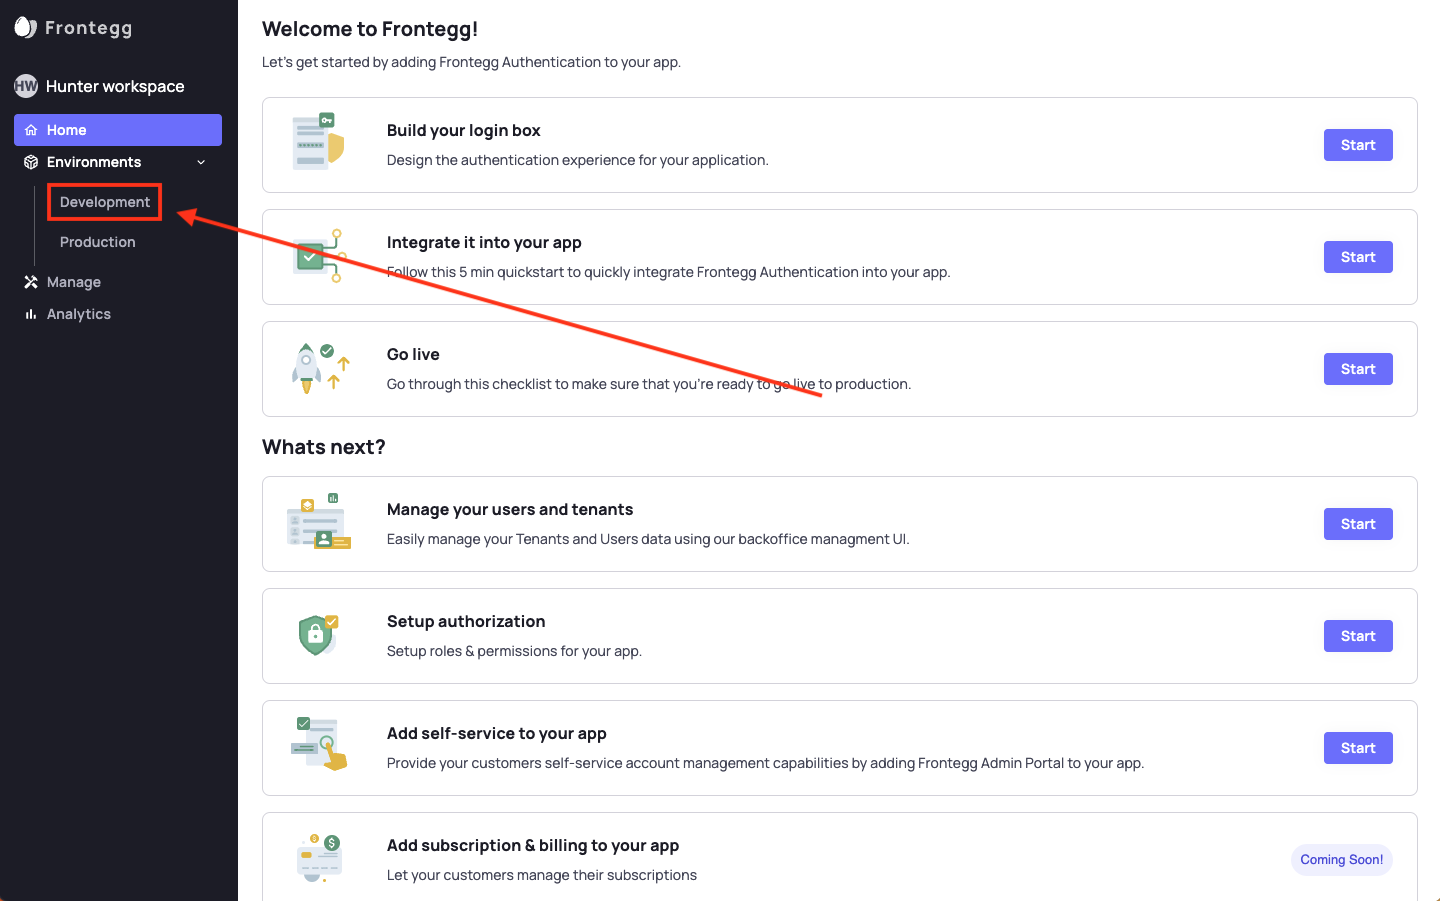 Frontegg
HW Hunter workspace
Home
Environments
Development
Production
Manage
Analytics
Welcome to Frontegg!
Let's get started by adding Frontegg Authentication to your app.
Build your login box
Design the authentication experience for your application.
Start
Integrate it into your app
Follow this 5 min quickstart to quickly integrate Frontegg Authentication into your app.
Start
Go live
Go through this checklist to make sure that you're ready to go live to production.
Start
Whats next?
Manage your users and tenants
Easily manage your Tenants and Users data using our backoffice managment UI.
Start
Setup authorization
Setup roles & permissions for your app.
Start
Add self-service to your app
Provide your customers self-service account management capabilities by adding Frontegg Admin Portal to your app.
Start
Add subscription & billing to your app
Let your customers manage their subscriptions
Coming Soon!